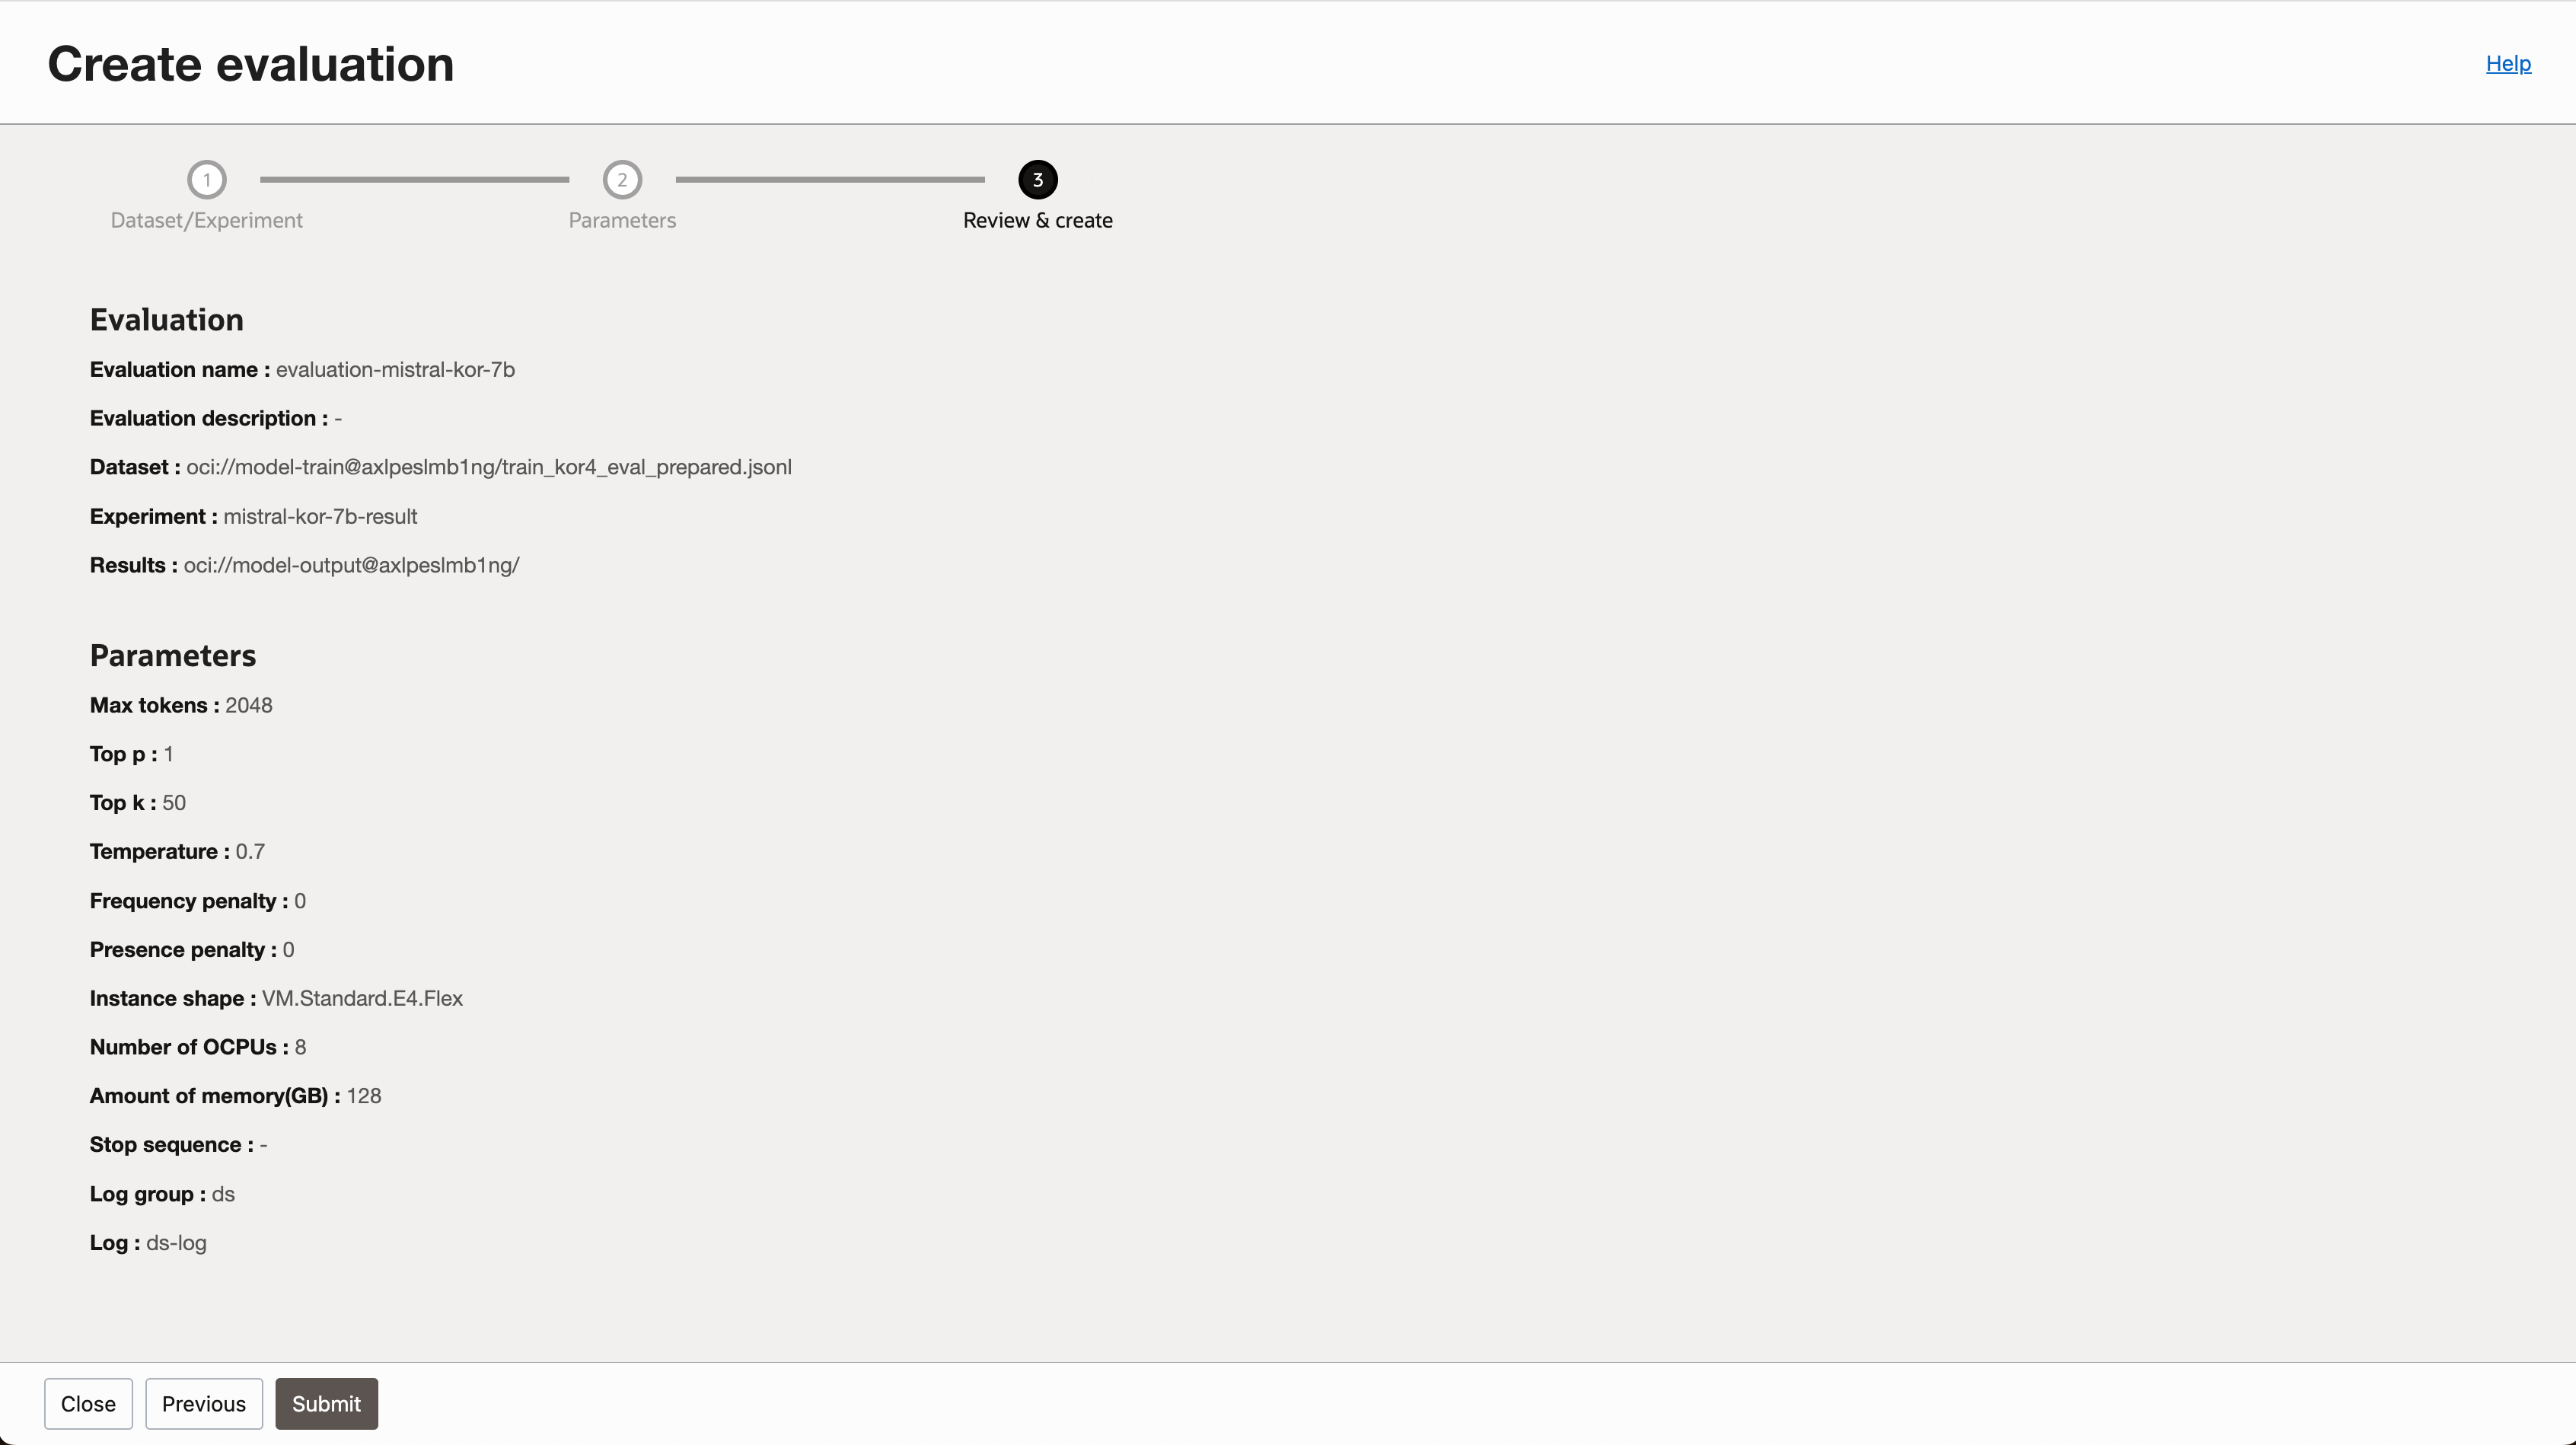 Create evaluation
Help
1
2
3
Dataset/Experiment
Parameters
Review & create
Evaluation
Evaluation name : evaluation-mistral-kor-7b
Evaluation description : -
Dataset : oci://model-train@axlpeslmb1ng/train_kor4_eval_prepared.jsonl
Experiment : mistral-kor-7b-result
Results : oci://model-output@axlpeslmb1ng/
Parameters
Max tokens : 2048
Top p : 1
Top k : 50
Temperature : 0.7
Frequency penalty : 0
Presence penalty : 0
Instance shape : VM.Standard.E4.Flex
Number of OCPUs : 8
Amount of memory(GB) : 128
Stop sequence : -
Log group : ds
Log : ds-log
Close
Previous
Submit